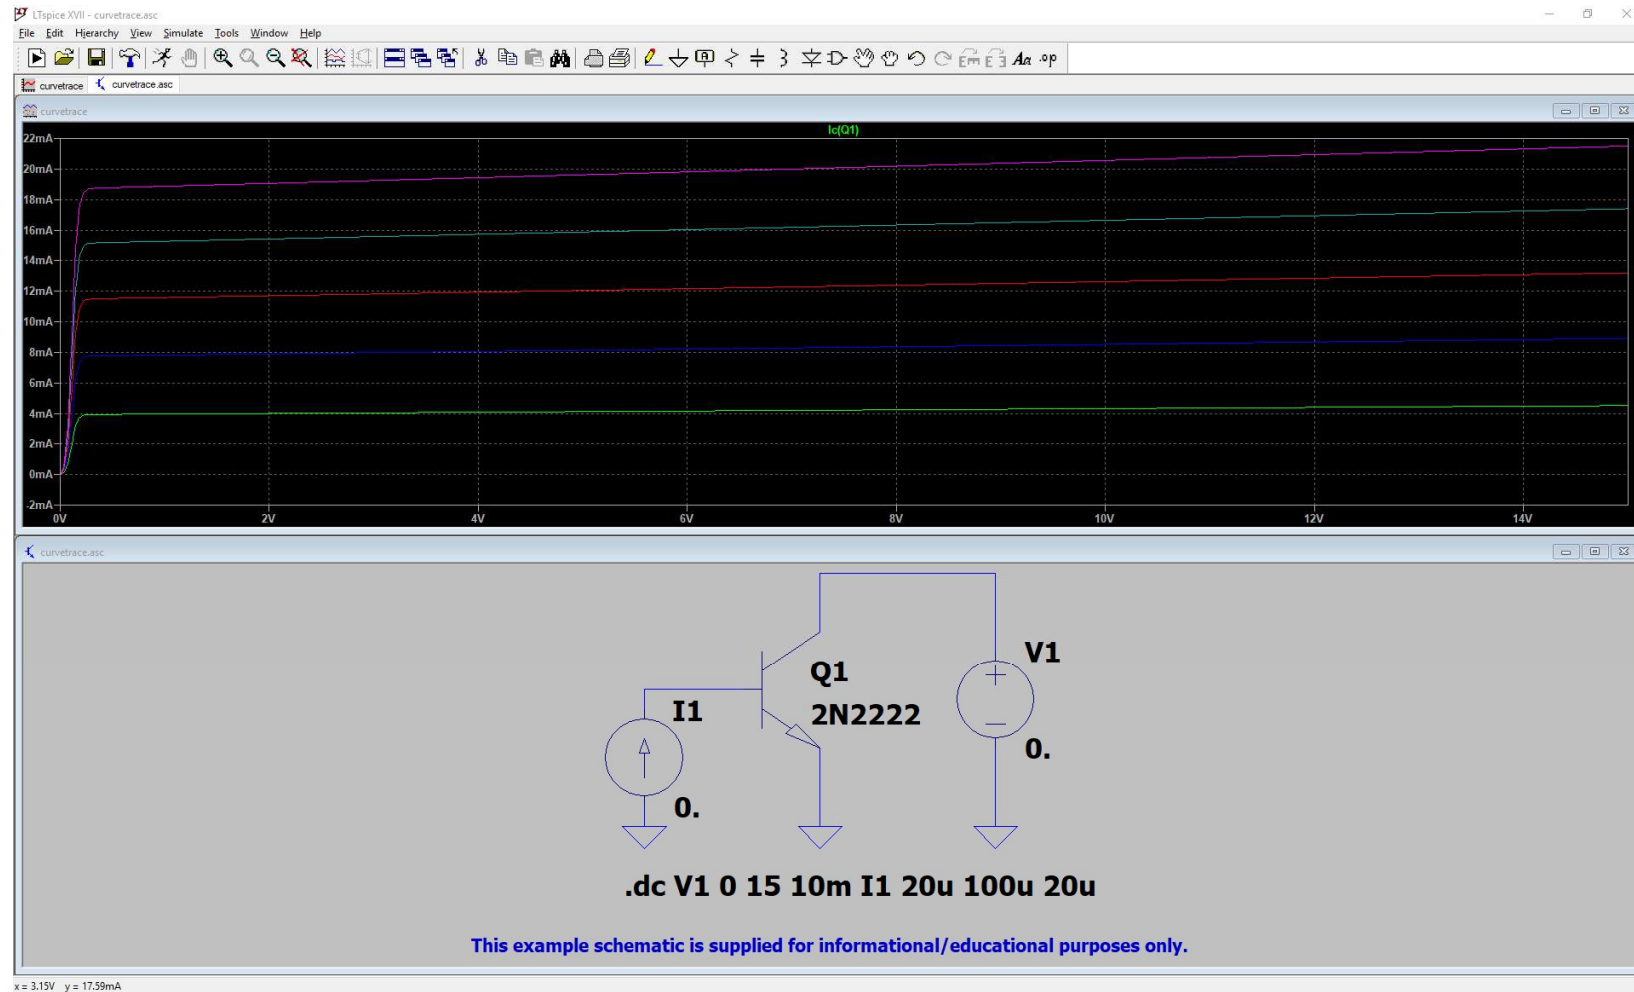 LTspice XVII - curvetrace.asc
File Edit Hierarchy View Simulate Tools Window Help
Aa .op
curvetrace curvetrace.asc
curvetrace
Ic(Q1)
22mA
20mA
18mA
16mA
14mA
12mA
10mA
8mA
6mA
4mA
2mA
0mA
-2mA
0V 2V 4V 6V 8V 10V 12V 14V
curvetrace.asc
V1
Q1
I1
2N2222
0.
0.
.dc V1 0 15 10m I1 20u 100u 20u
This example schematic is supplied for informational/educational purposes only.
x = 3.15V y = 17.59mA